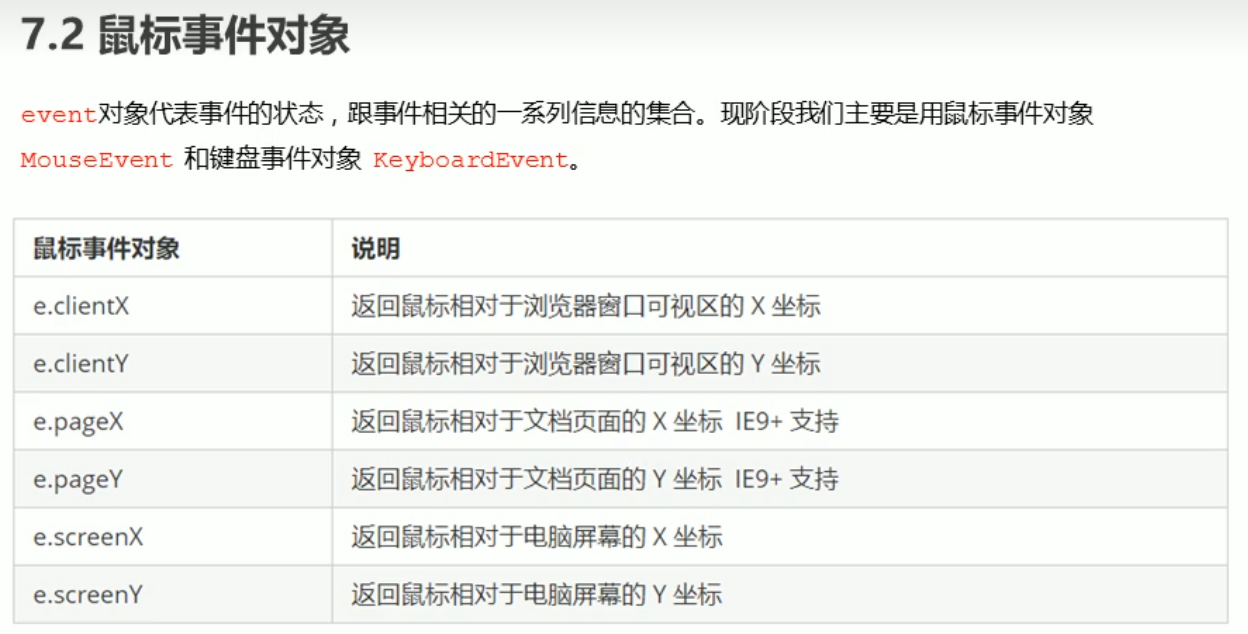 7.2 鼠标事件对象
event对象代表事件的状态，跟事件相关的一系列信息的集合。现阶段我们主要是用鼠标事件对象
MouseEvent 和键盘事件对象 KeyboardEvent。
鼠标事件对象 说明
e.clientX 返回鼠标相对于浏览器窗口可视区的 X 坐标
e.clientY 返回鼠标相对于浏览器窗口可视区的 Y 坐标
e.pageX 返回鼠标相对于文档页面的 X 坐标 IE9+ 支持
e.pageY 返回鼠标相对于文档页面的 Y 坐标 IE9+ 支持
e.screenX 返回鼠标相对于电脑屏幕的 X 坐标
e.screenY 返回鼠标相对于电脑屏幕的 Y 坐标